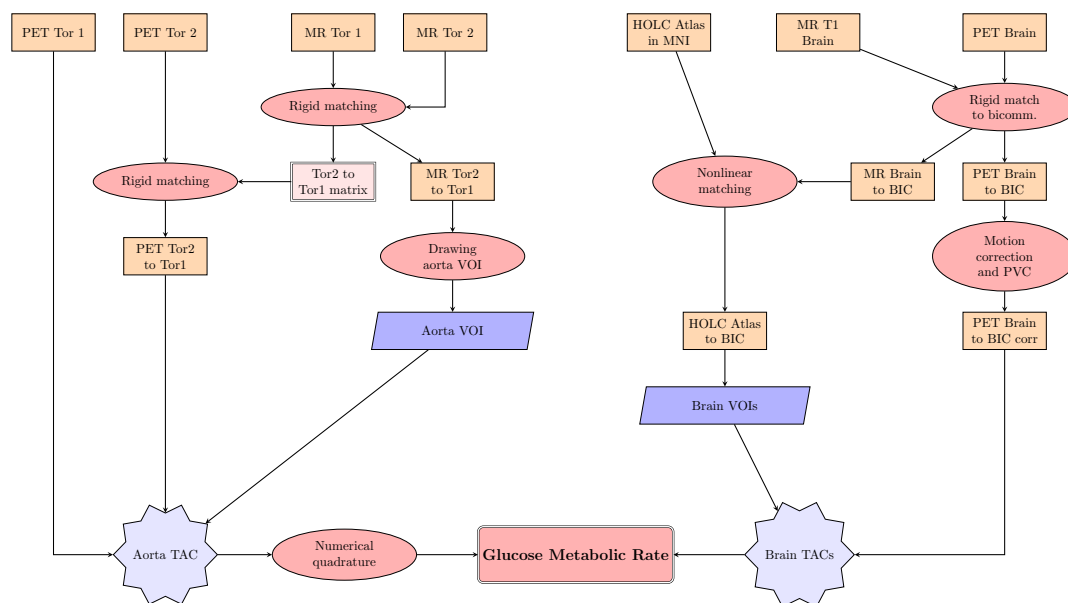 PET Tor 1
PET Tor 2
MR Tor 1
MR Tor 2
HOLC Atlas
in MNI
MR T1
Brain
PET Brain
Rigid matching
Rigid match
to bicomm.
Rigid matching
Tor2 to
Tor1 matrix
MR Tor2
to Tor1
Nonlinear
matching
MR Brain
to BIC
PET Brain
to BIC
PET Tor2
to Tor1
Drawing
aorta VOI
Motion
correction
and PVC
Aorta VOI
HOLC Atlas
to BIC
PET Brain
to BIC corr
Brain VOIs
Aorta TAC
Numerical
quadrature
Glucose Metabolic Rate
Brain TACs